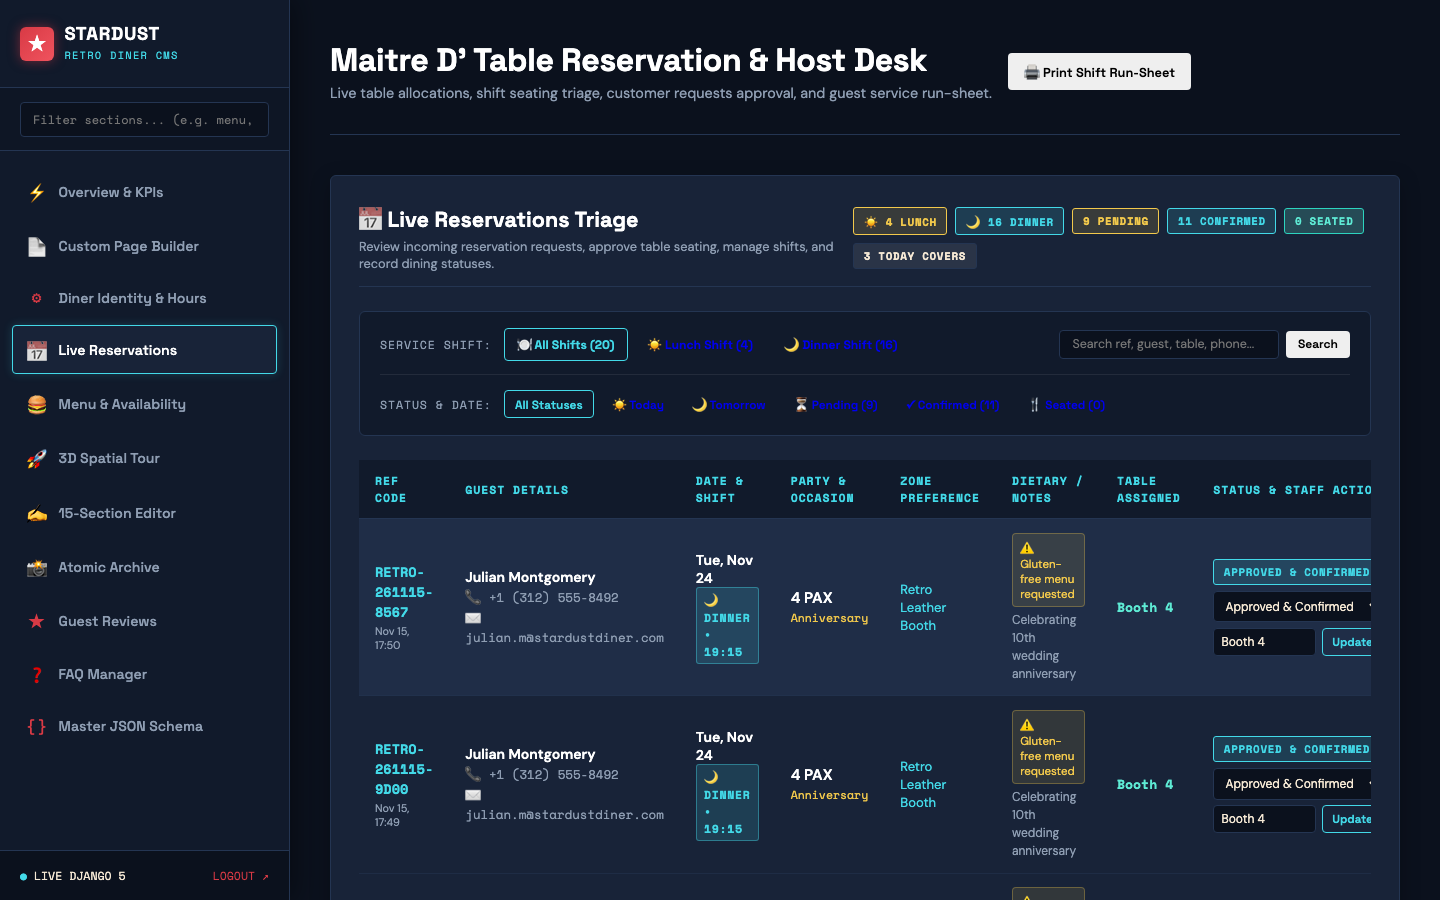 STARDUST
RETRO DINER CMS
Filter sections... (e.g. menu,
Overview & KPIs
Custom Page Builder
Diner Identity & Hours
Live Reservations
Menu & Availability
3D Spatial Tour
15-Section Editor
Atomic Archive
Guest Reviews
FAQ Manager
Master JSON Schema
LIVE DJANGO 5
LOGOUT ↗
Maitre D' Table Reservation & Host Desk
Live table allocations, shift seating triage, customer requests approval, and guest service run-sheet.
Print Shift Run-Sheet
Live Reservations Triage
Review incoming reservation requests, approve table seating, manage shifts, and
record dining statuses.
4 LUNCH
16 DINNER
9 PENDING
11 CONFIRMED
0 SEATED
3 TODAY COVERS
SERVICE SHIFT:
All Shifts (20)
Lunch Shift (4)
Dinner Shift (16)
Search ref, guest, table, phone...
Search
STATUS & DATE:
All Statuses
Today
Tomorrow
Pending (9)
✓ Confirmed (11)
Seated (0)
REF
CODE
GUEST DETAILS
DATE &
SHIFT
PARTY &
OCCASION
ZONE
PREFERENCE
DIETARY /
NOTES
TABLE
ASSIGNED
STATUS & STAFF ACTIO
RETRO-
261115-
8567
Nov 15,
17:50
Julian Montgomery
+1 (312) 555-8492
julian.m@stardustdiner.com
Tue, Nov
24
DINNER
•
19:15
4 PAX
Anniversary
Retro
Leather
Booth
Gluten-
free menu
requested
Celebrating
10th
wedding
anniversary
Booth 4
APPROVED & CONFIRMED
Approved & Confirmed
Booth 4
Update
RETRO-
261115-
9D00
Nov 15,
17:49
Julian Montgomery
+1 (312) 555-8492
julian.m@stardustdiner.com
Tue, Nov
24
DINNER
•
19:15
4 PAX
Anniversary
Retro
Leather
Booth
Gluten-
free menu
requested
Celebrating
10th
wedding
anniversary
Booth 4
APPROVED & CONFIRMED
Approved & Confirmed
Booth 4
Update